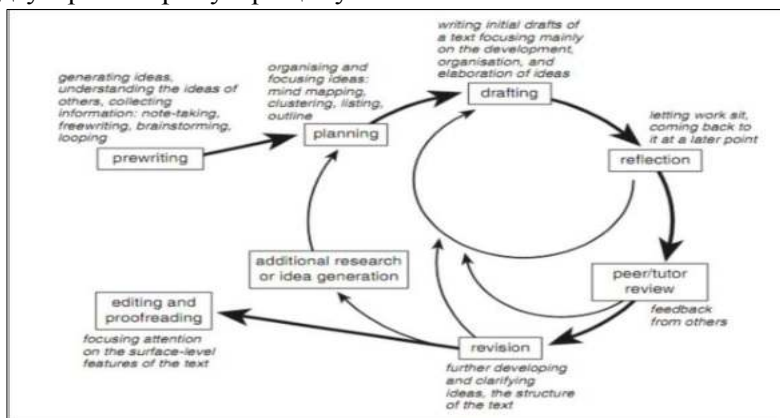 generating ideas,
understanding the ideas of
others, collecting
information: note-taking,
freewriting, brainstorming,
looping
prewriting
organising and
focusing ideas:
mind mapping,
clustering, listing,
outline
planning
writing initial drafts of
a text focusing mainly
on the development,
organisation, and
elaboration of ideas
drafting
letting work sit,
coming back to
it at a later point
reflection
peer/tutor
review
feedback
from others
revision
further developing
and clarifying
ideas, the structure
of the text
additional research
or idea generation
editing and
proofreading
focusing attention
on the surface-level
features of the text